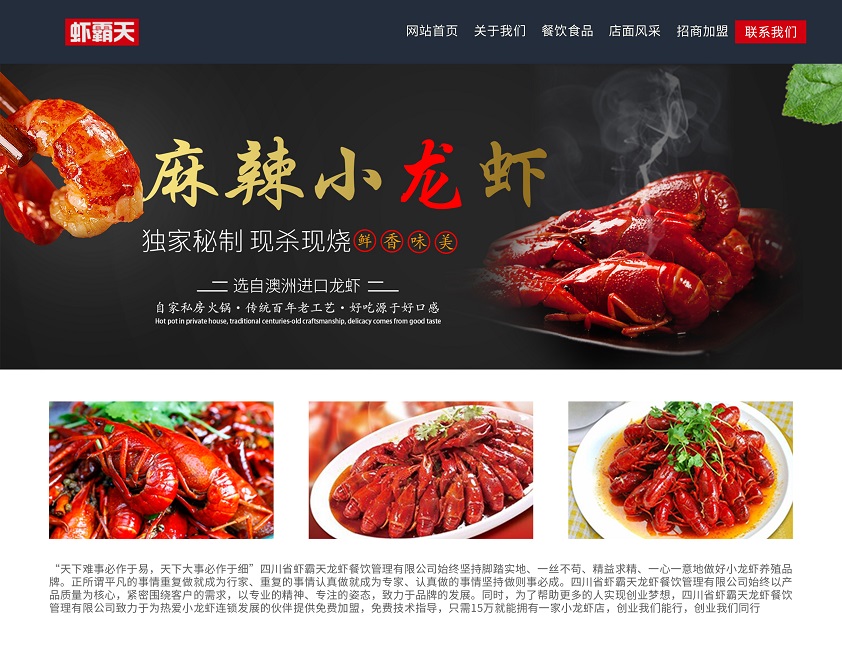 虾霸天
网站首页 关于我们 餐饮食品 店面风采 招商加盟 联系我们
麻辣小龙虾
独家秘制 现杀现烧 鲜香味美
选自澳洲进口龙虾
自家私房火锅·传统百年老工艺·好吃源于好口感
Hot pot in private house, traditional centuries-old craftsmanship, delicacy comes from good taste
“天下难事必作于易，天下大事必作于细”四川省虾霸天龙虾餐饮管理有限公司始终坚持脚踏实地、一丝不苟、精益求精、一心一意地做好小龙虾养殖品
牌。正所谓平凡的事情重复做就成为行家、重复的事情认真做就成为专家、认真做的事情坚持做则事必成。四川省虾霸天龙虾餐饮管理有限公司始终以产
品质量为核心，紧密围绕客户的需求，以专业的精神、专注的姿态，致力于品牌的发展。同时，为了帮助更多的人实现创业梦想，四川省虾霸天龙虾餐饮
管理有限公司致力于为热爱小龙虾连锁发展的伙伴提供免费加盟，免费技术指导，只需15万就能拥有一家小龙虾店，创业我们能行，创业我们同行